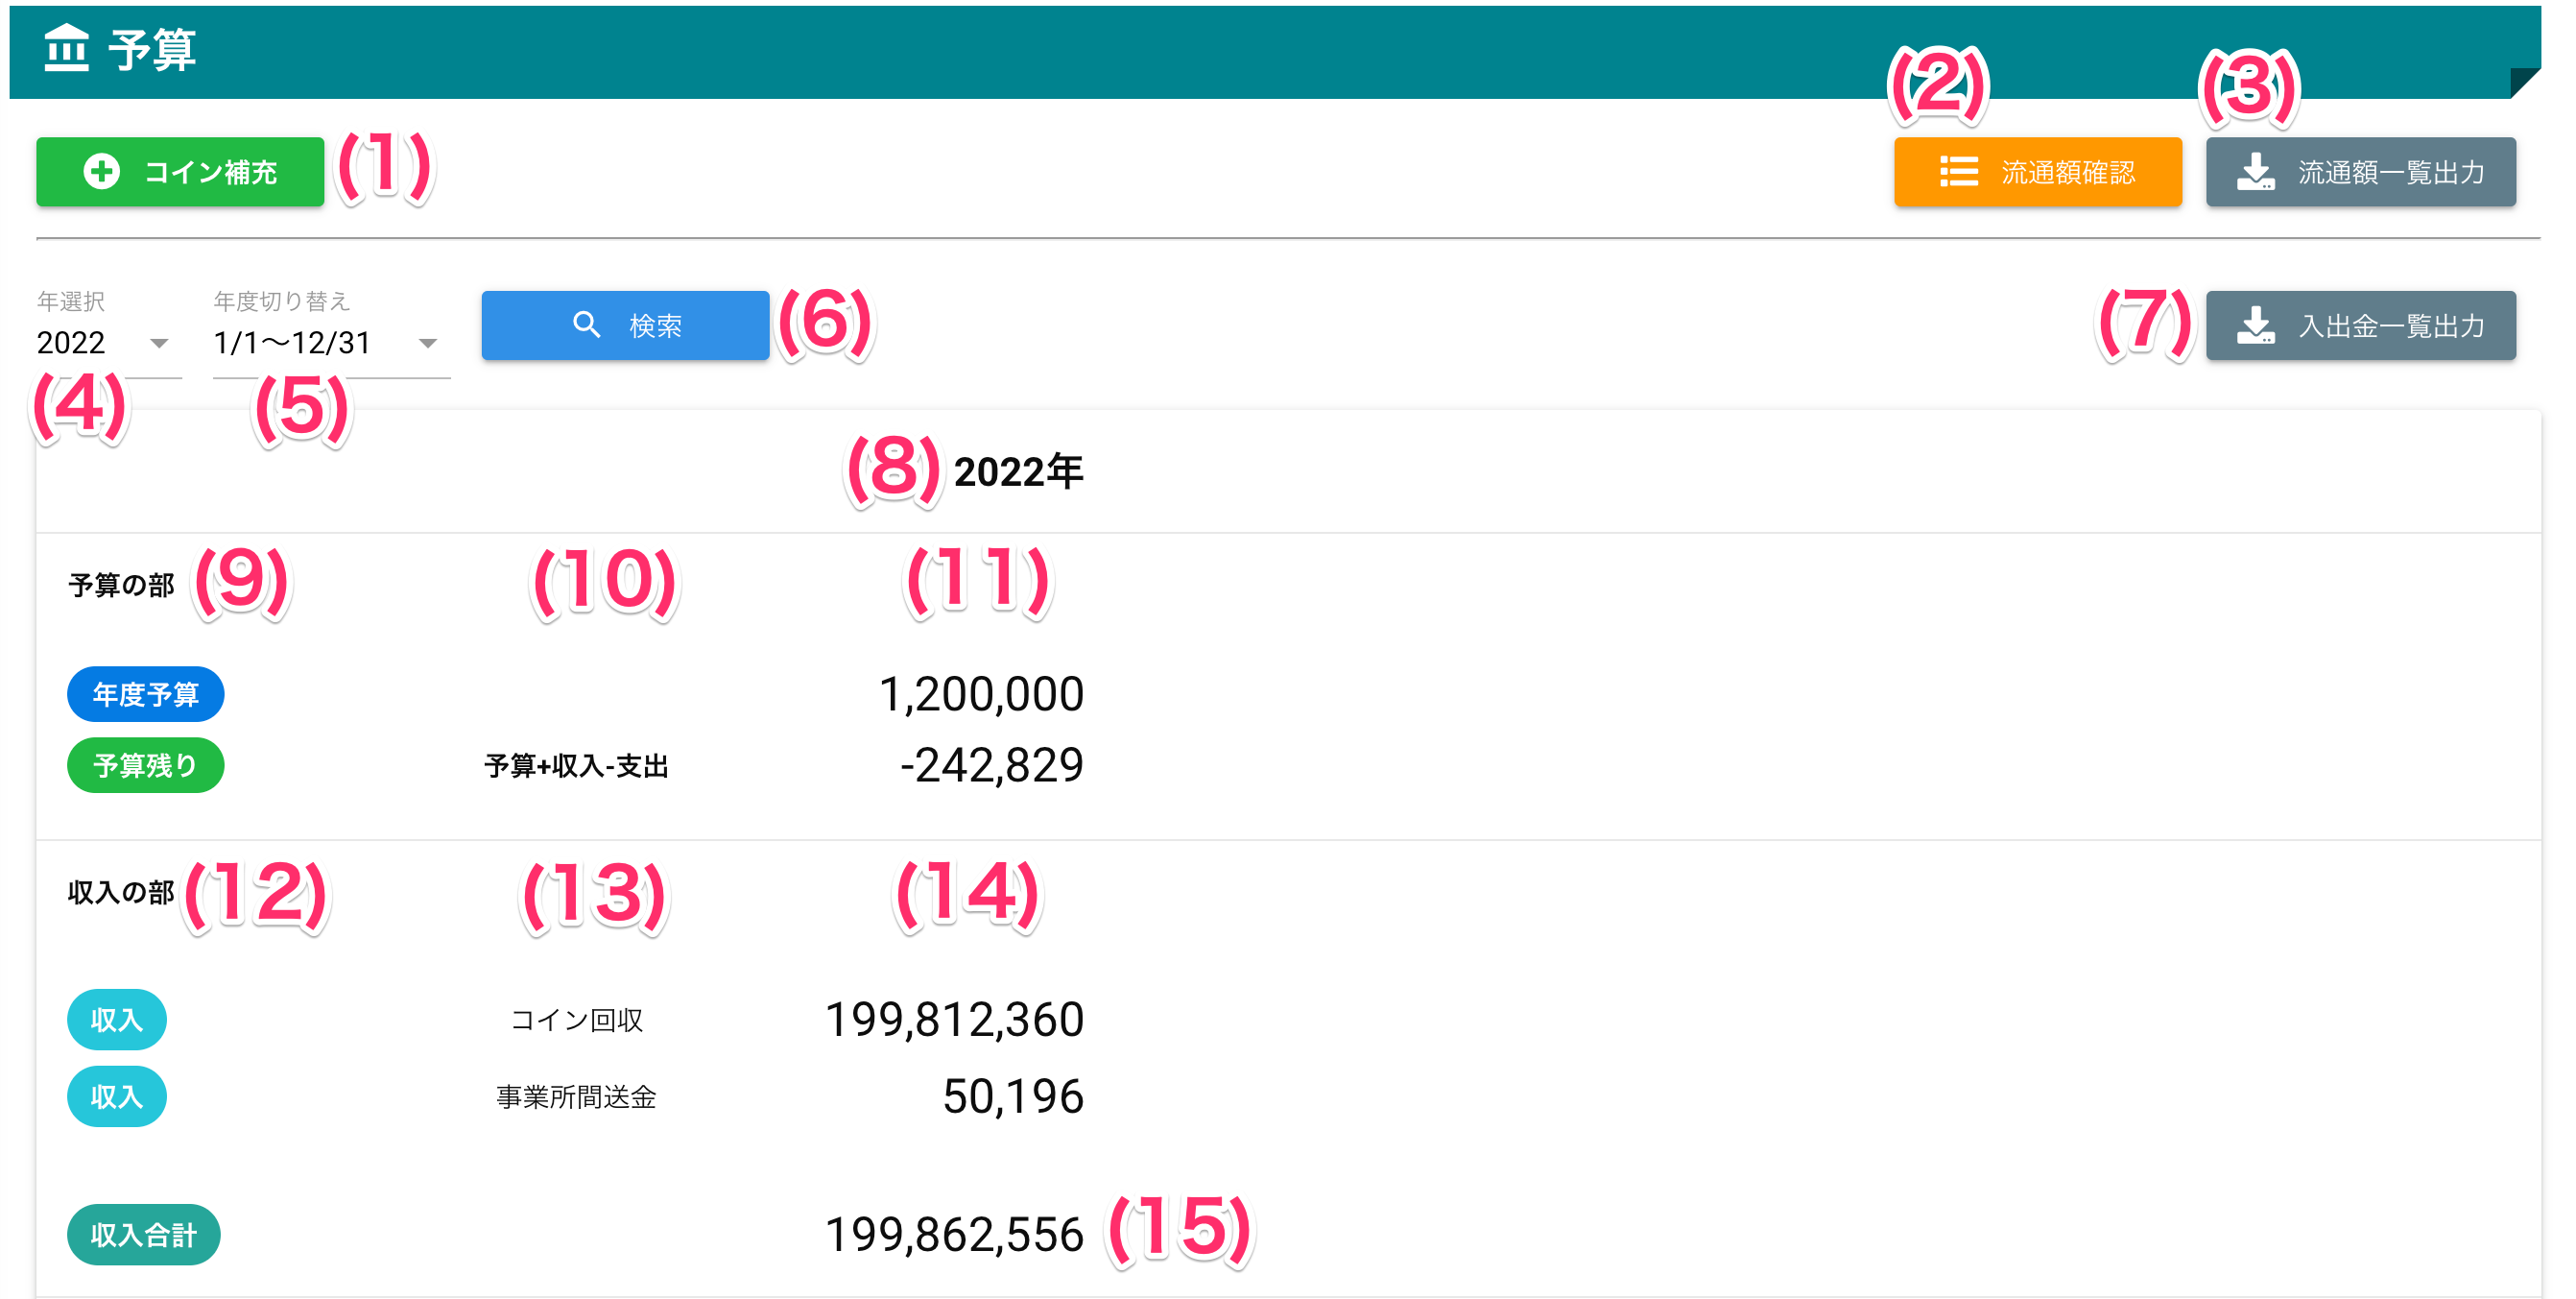 予算
(2) (3)
コイン補充 (1) 流通額確認 流通額一覧出力
年選択 年度切り替え
2022 1/1〜12/31 検索 (6) (7) 入出金一覧出力
(4) (5)
(8) 2022年
予算の部 (9) (10) (11)
年度予算 1,200,000
予算残り 予算+収入-支出 -242,829
収入の部 (12) (13) (14)
収入 コイン回収 199,812,360
収入 事業所間送金 50,196
収入合計 199,862,556 (15)